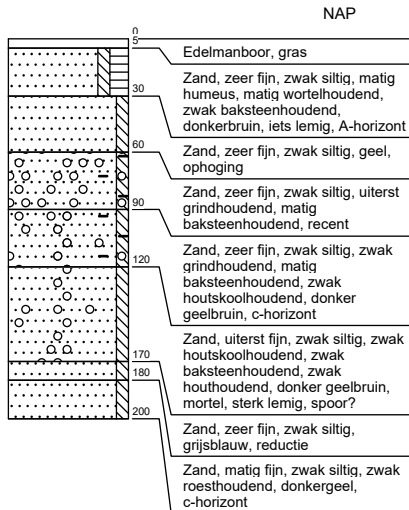 NAP
0
5
Edelmanboor, gras
Zand, zeer fijn, zwak siltig, matig
humeus, matig wortelhoudend,
zwak baksteenhoudend,
donkerbruin, iets lemig, A-horizont
30
Zand, zeer fijn, zwak siltig, geel,
ophoging
60
Zand, zeer fijn, zwak siltig, uiterst
grindhoudend, matig
baksteenhoudend, recent
90
Zand, zeer fijn, zwak siltig, zwak
grindhoudend, matig
baksteenhoudend, zwak
houtskoolhoudend, donker
geelbruin, c-horizont
120
Zand, uiterst fijn, zwak siltig, zwak
houtskoolhoudend, zwak
baksteenhoudend, zwak
houthoudend, donker geelbruin,
mortel, sterk lemig, spoor?
170
Zand, zeer fijn, zwak siltig,
grijsblauw, reductie
180
Zand, matig fijn, zwak siltig, zwak
roesthoudend, donkergeel,
c-horizont
200